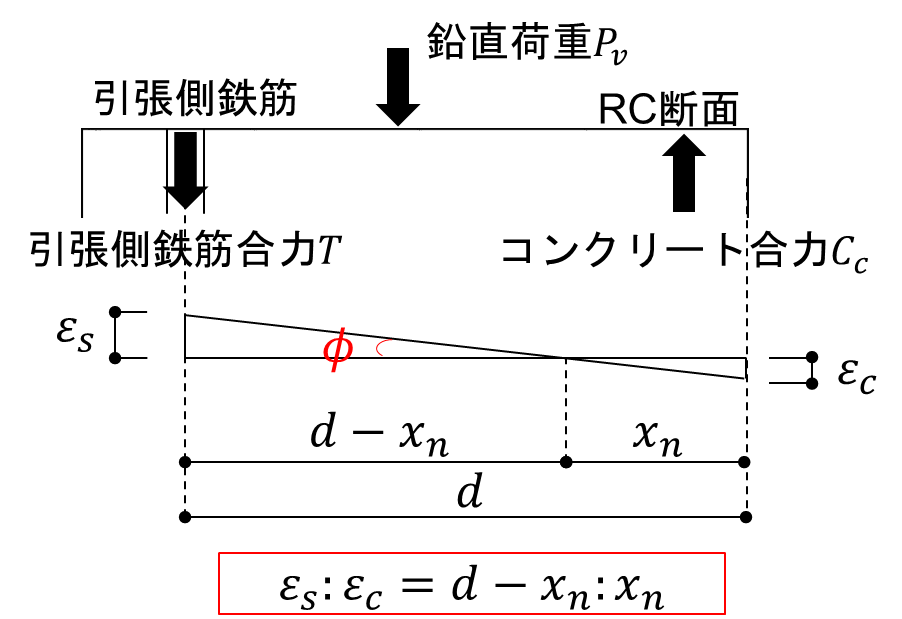 鉛直荷重$P_v$
引張側鉄筋
RC断面
引張側鉄筋合力$T$
コンクリート合力$C_c$
$\varepsilon_s$
$\phi$
$\varepsilon_c$
$d - x_n$
$x_n$
$d$
$\varepsilon_s : \varepsilon_c = d - x_n : x_n$